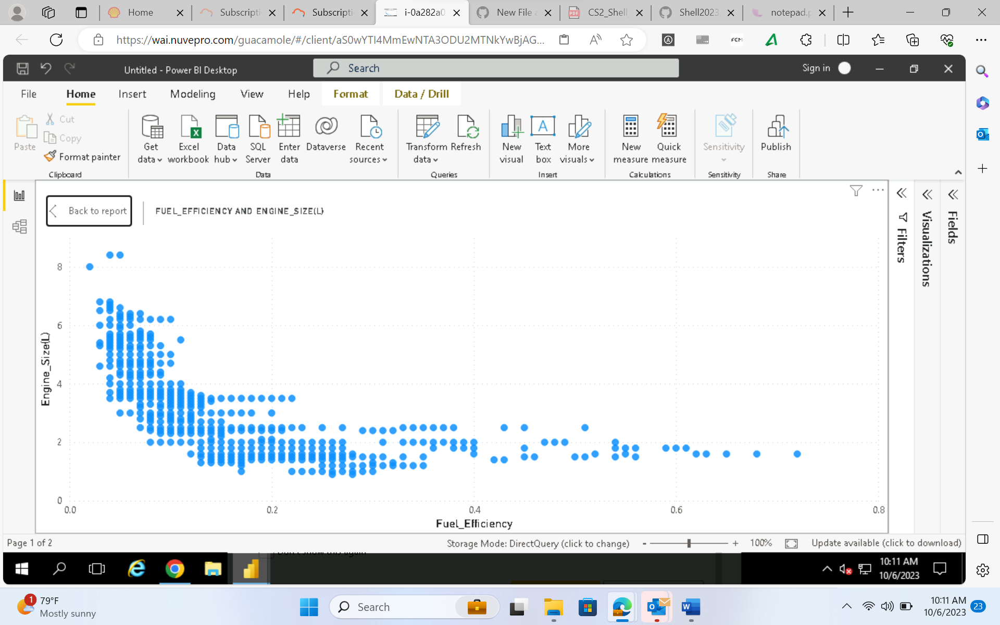 Home
Subscripti
Subscripti
i-0a282a0
New File a
CS2_Shell
Shell2023
notepad.p
https://wai.nuvepro.com/guacamole/#/client/aS0wYTI4MmEwNTA3ODU2MTNkYwBjAG...
FCM
Untitled - Power BI Desktop
Search
Sign in
File Home Insert Modeling View Help Format Data / Drill
Paste
Cut
Copy
Format painter
Clipboard
Get data
Excel workbook
Data hub
SQL Server
Enter data
Dataverse
Recent sources
Data
Transform data
Refresh
Queries
New visual
Text box
More visuals
Insert
New measure
Quick measure
Calculations
Sensitivity
Sensitivity
Publish
Share
Back to report
FUEL_EFFICIENCY AND ENGINE_SIZE(L)
Filters
Visualizations
Fields
Engine_Size(L)
8
6
4
2
0
0.0 0.2 0.4 0.6 0.8
Fuel_Efficiency
Page 1 of 2
Storage Mode: DirectQuery (click to change)
- + 100%
Update available (click to download)
Don't show this again
10:11 AM
10/6/2023
1
79°F
Mostly sunny
Search
10:11 AM
10/6/2023
23